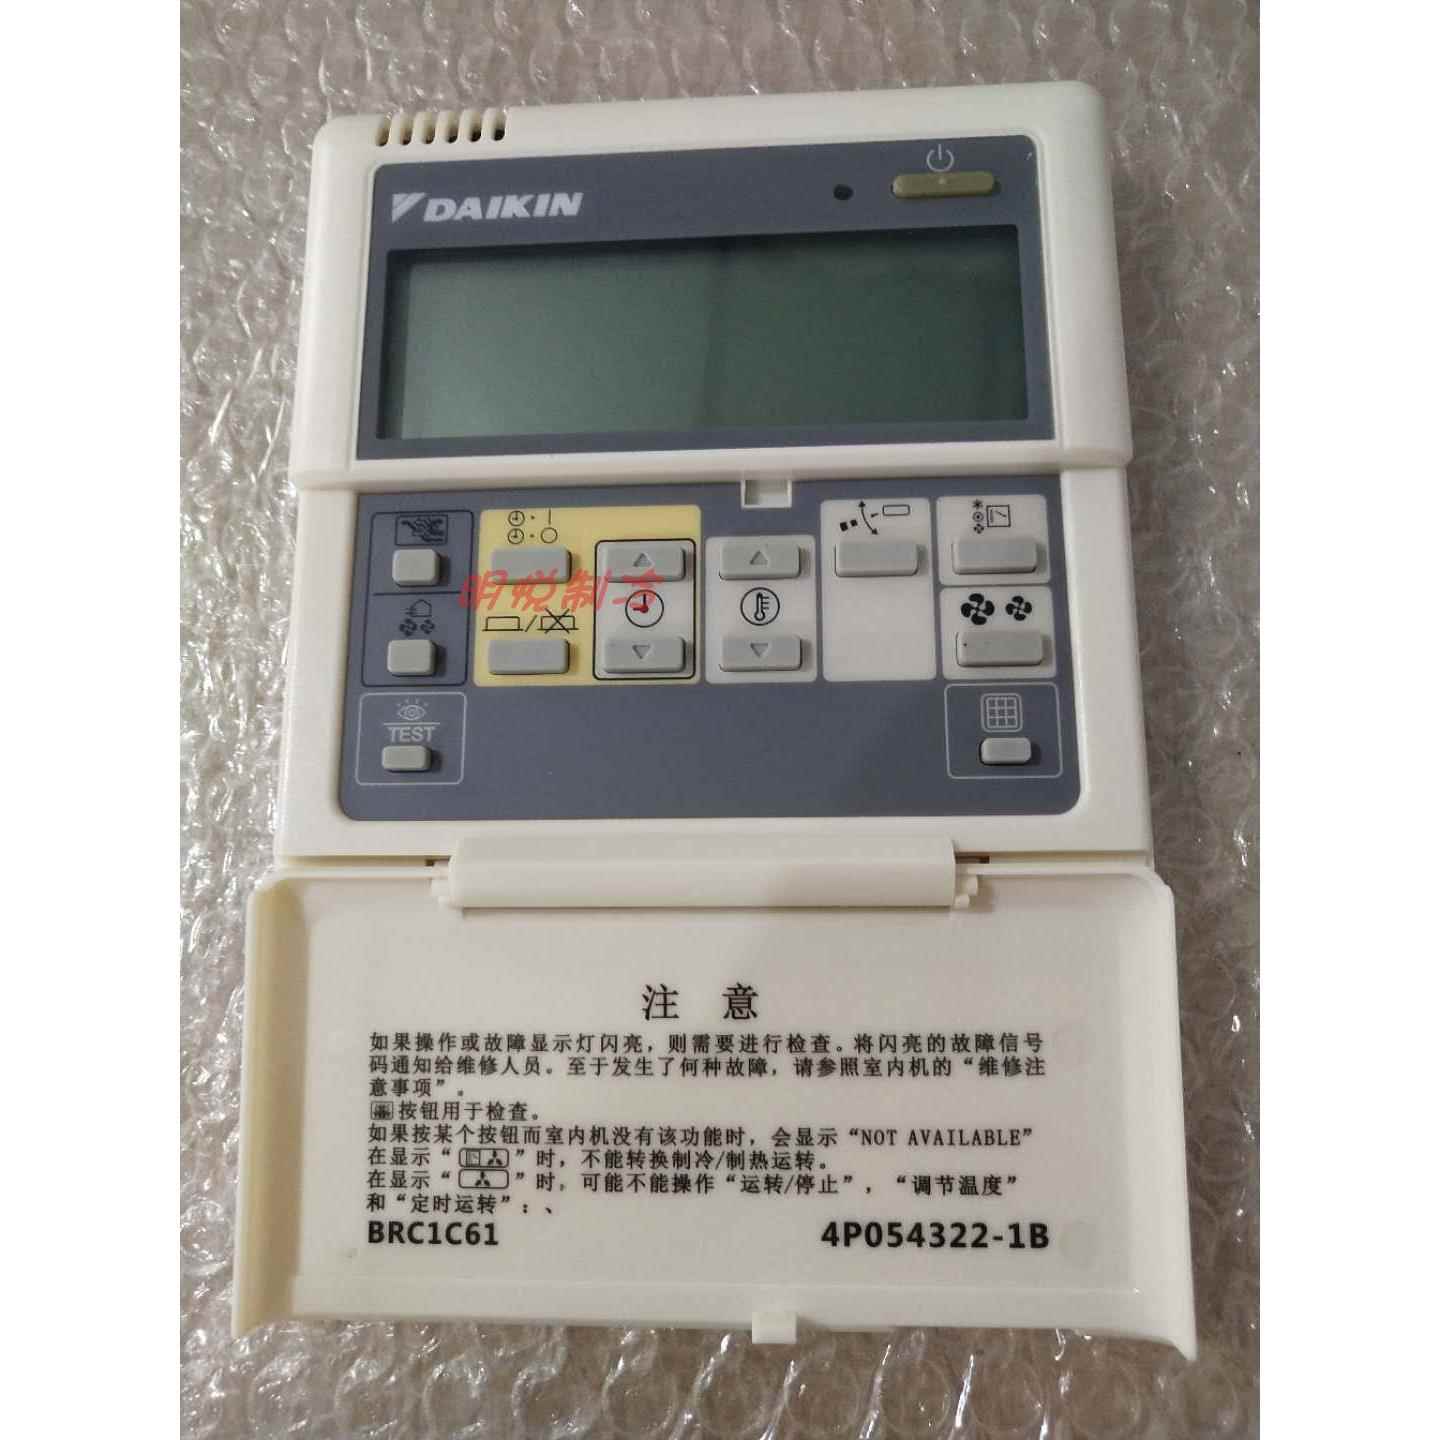 DAIKIN
明悦制冷
TEST
注 意
如果操作或故障显示灯闪亮，则需要进行检查。将闪亮的故障信号
码通知给维修人员。至于发生了何种故障，请参照室内机的“维修注
意事项”。
按钮用于检查。
如果按某个按钮而室内机没有该功能时，会显示“NOT AVAILABLE”
在显示“ ”时，不能转换制冷/制热运转。
在显示“ ”时，可能不能操作“运转/停止”，“调节温度”
和“定时运转”：、
BRC1C61 4P054322-1B